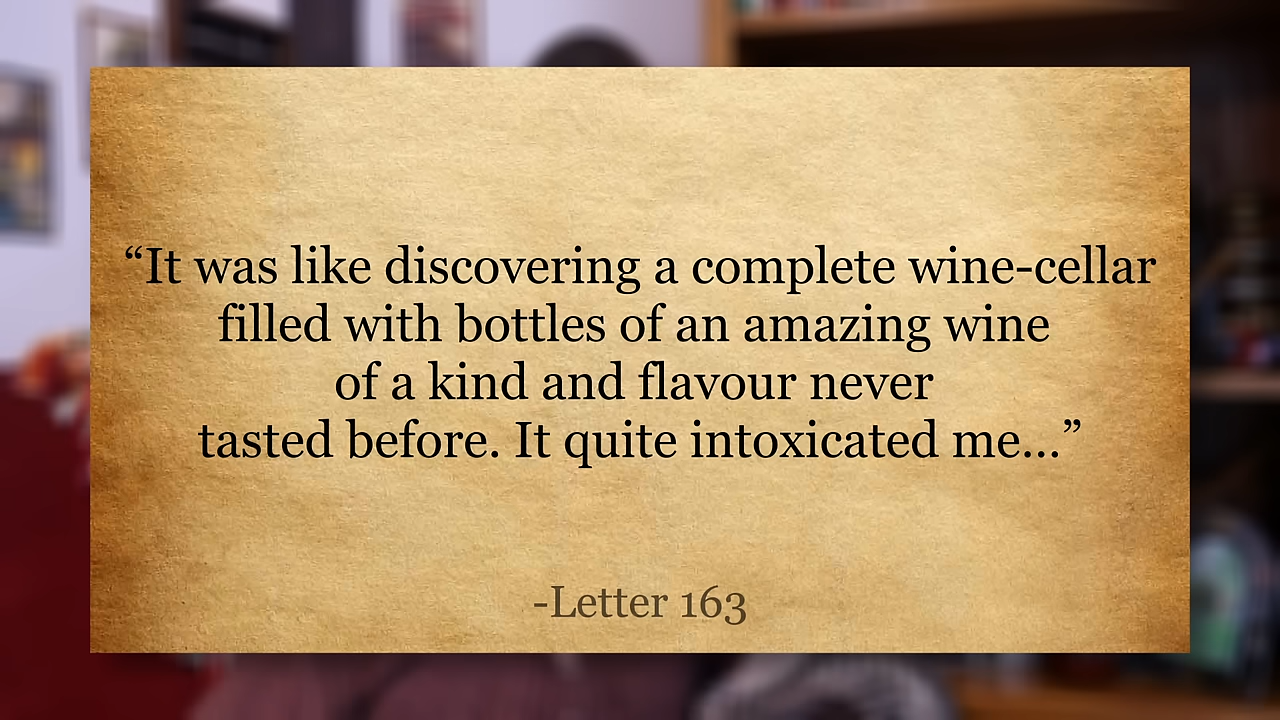 “It was like discovering a complete wine-cellar
filled with bottles of an amazing wine
of a kind and flavour never
tasted before. It quite intoxicated me...”
-Letter 163